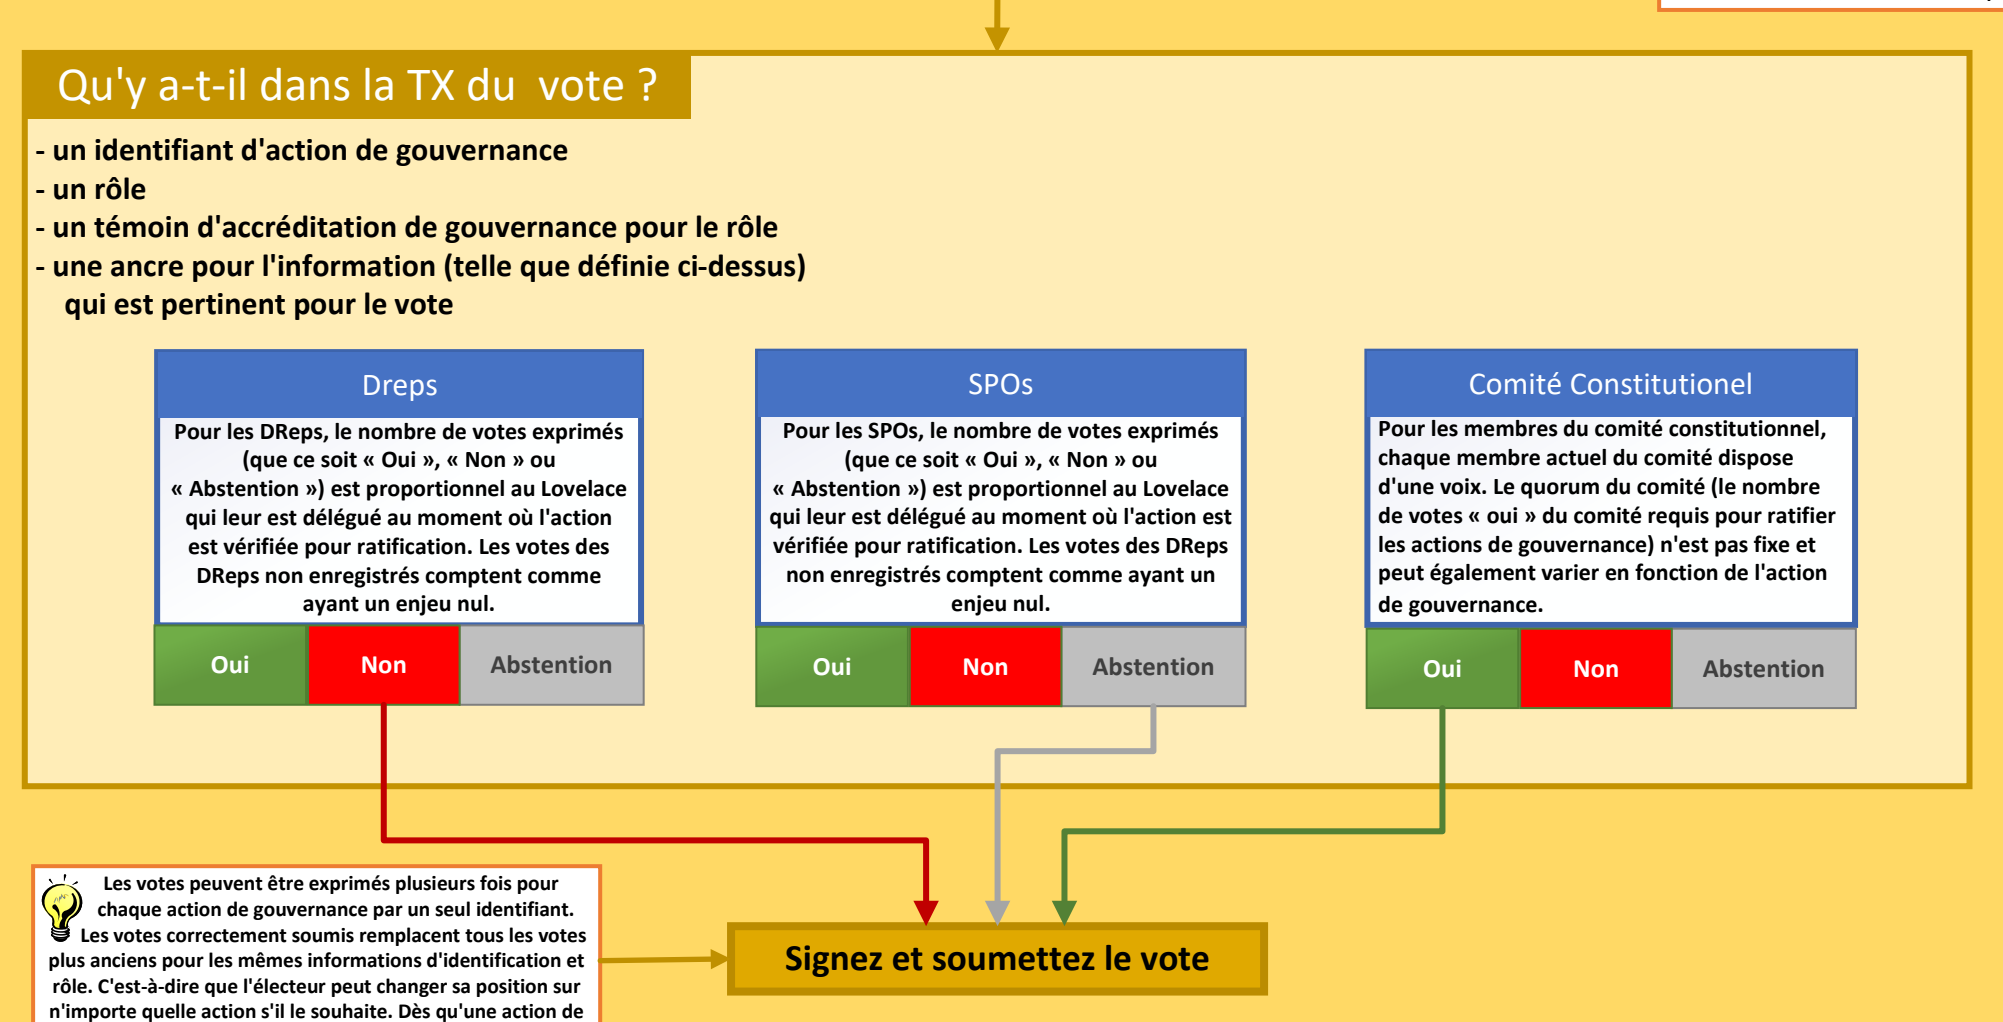 Qu'y a-t-il dans la TX du  vote ?
- un identifiant d'action de gouvernance
- un rôle
- un témoin d'accréditation de gouvernance pour le rôle
- une ancre pour l'information (telle que définie ci-dessus)
qui est pertinent pour le vote
Dreps
Pour les DReps, le nombre de votes exprimés
(que ce soit « Oui », « Non » ou
« Abstention ») est proportionnel au Lovelace
qui leur est délégué au moment où l'action
est vérifiée pour ratification. Les votes des
DReps non enregistrés comptent comme
ayant un enjeu nul.
Oui
Non
Abstention
SPOs
Pour les SPOs, le nombre de votes exprimés
(que ce soit « Oui », « Non » ou
« Abstention ») est proportionnel au Lovelace
qui leur est délégué au moment où l'action est
vérifiée pour ratification. Les votes des DReps
non enregistrés comptent comme ayant un
enjeu nul.
Oui
Non
Abstention
Comité Constitutionel
Pour les membres du comité constitutionnel,
chaque membre actuel du comité dispose
d'une voix. Le quorum du comité (le nombre
de votes « oui » du comité requis pour ratifier
les actions de gouvernance) n'est pas fixe et
peut également varier en fonction de l'action
de gouvernance.
Oui
Non
Abstention
Les votes peuvent être exprimés plusieurs fois pour
chaque action de gouvernance par un seul identifiant.
Les votes correctement soumis remplacent tous les votes
plus anciens pour les mêmes informations d'identification et
rôle. C'est-à-dire que l'électeur peut changer sa position sur
n'importe quelle action s'il le souhaite. Dès qu'une action de
Signez et soumettez le vote